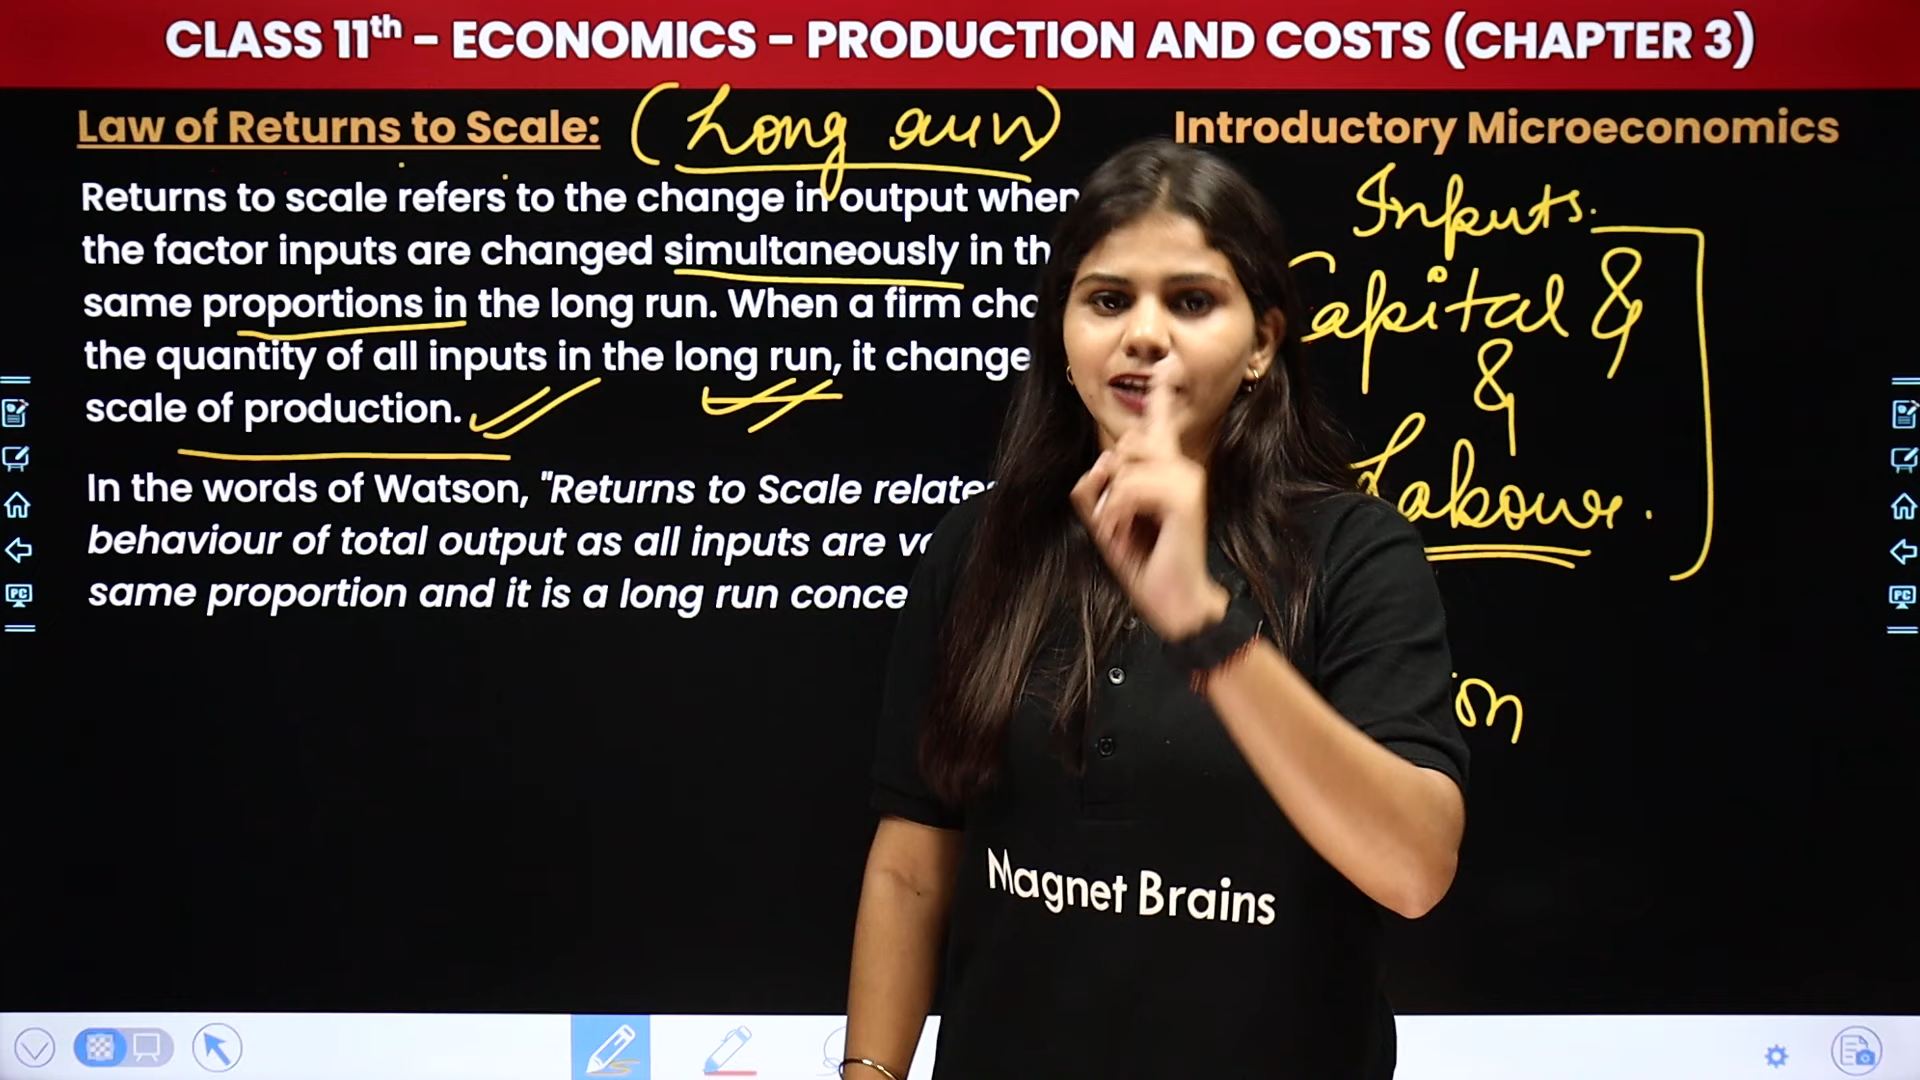 CLASS 11th - ECONOMICS - PRODUCTION AND COSTS (CHAPTER 3)
Law of Returns to Scale: (Long run)
Introductory Microeconomics
Returns to scale refers to the change in output when
the factor inputs are changed simultaneously in th
same proportions in the long run. When a firm cha
the quantity of all inputs in the long run, it change
scale of production.
In the words of Watson, "Returns to Scale relate
behaviour of total output as all inputs are va
same proportion and it is a long run conce
Inputs.
Capital &
&
Labour.
on
Magnet Brains
PC
PC